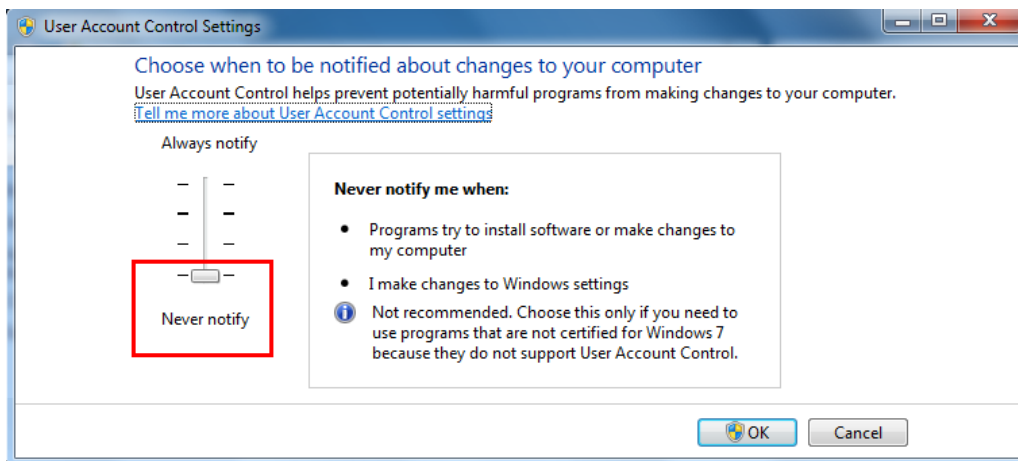 User Account Control Settings
Choose when to be notified about changes to your computer
User Account Control helps prevent potentially harmful programs from making changes to your computer.
Tell me more about User Account Control settings
Always notify
Never notify
Never notify me when:
Programs try to install software or make changes to
my computer
I make changes to Windows settings
Not recommended. Choose this only if you need to
use programs that are not certified for Windows 7
because they do not support User Account Control.
OK
Cancel